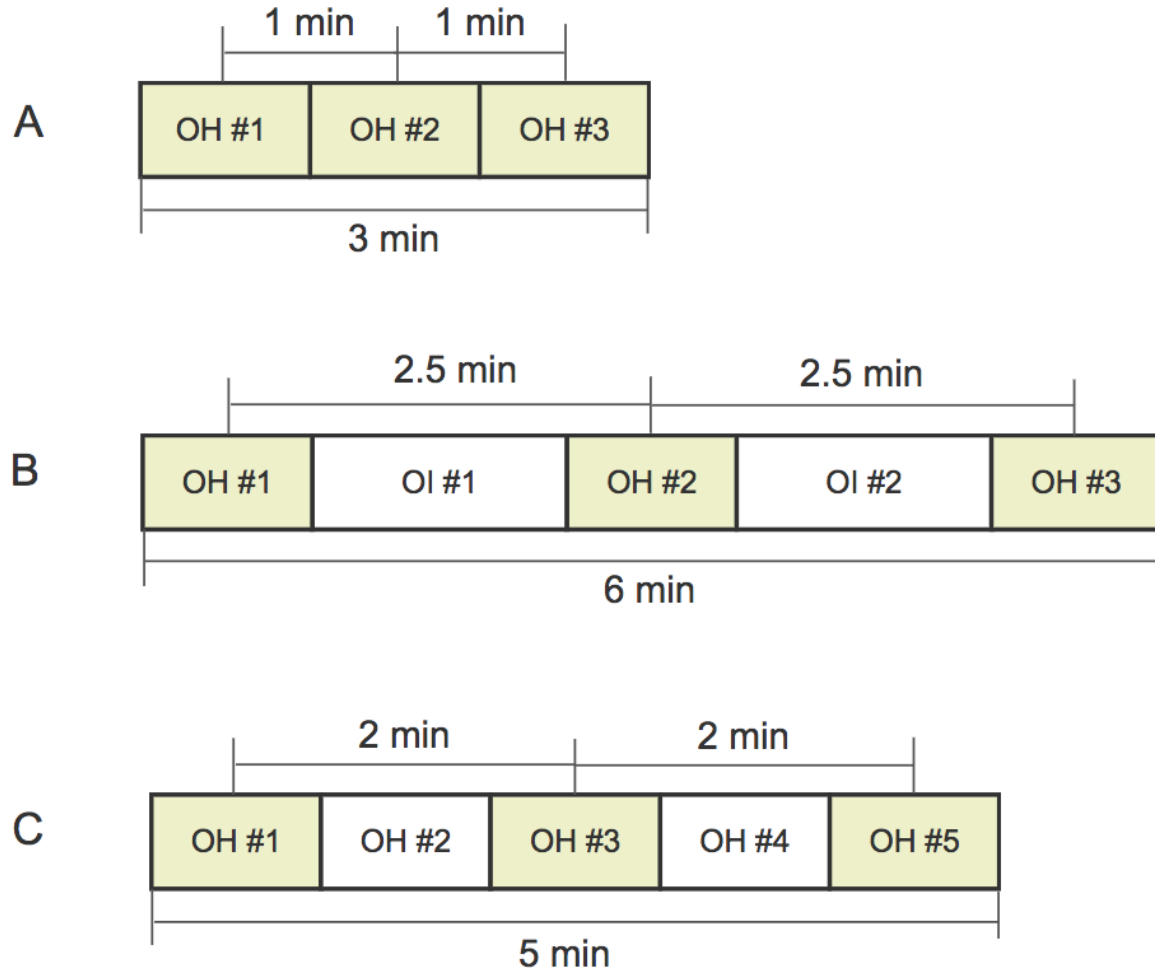 1 min 1 min
A
OH #1 OH #2 OH #3
3 min
2.5 min 2.5 min
B
OH #1 OI #1 OH #2 OI #2 OH #3
6 min
2 min 2 min
C
OH #1 OH #2 OH #3 OH #4 OH #5
5 min